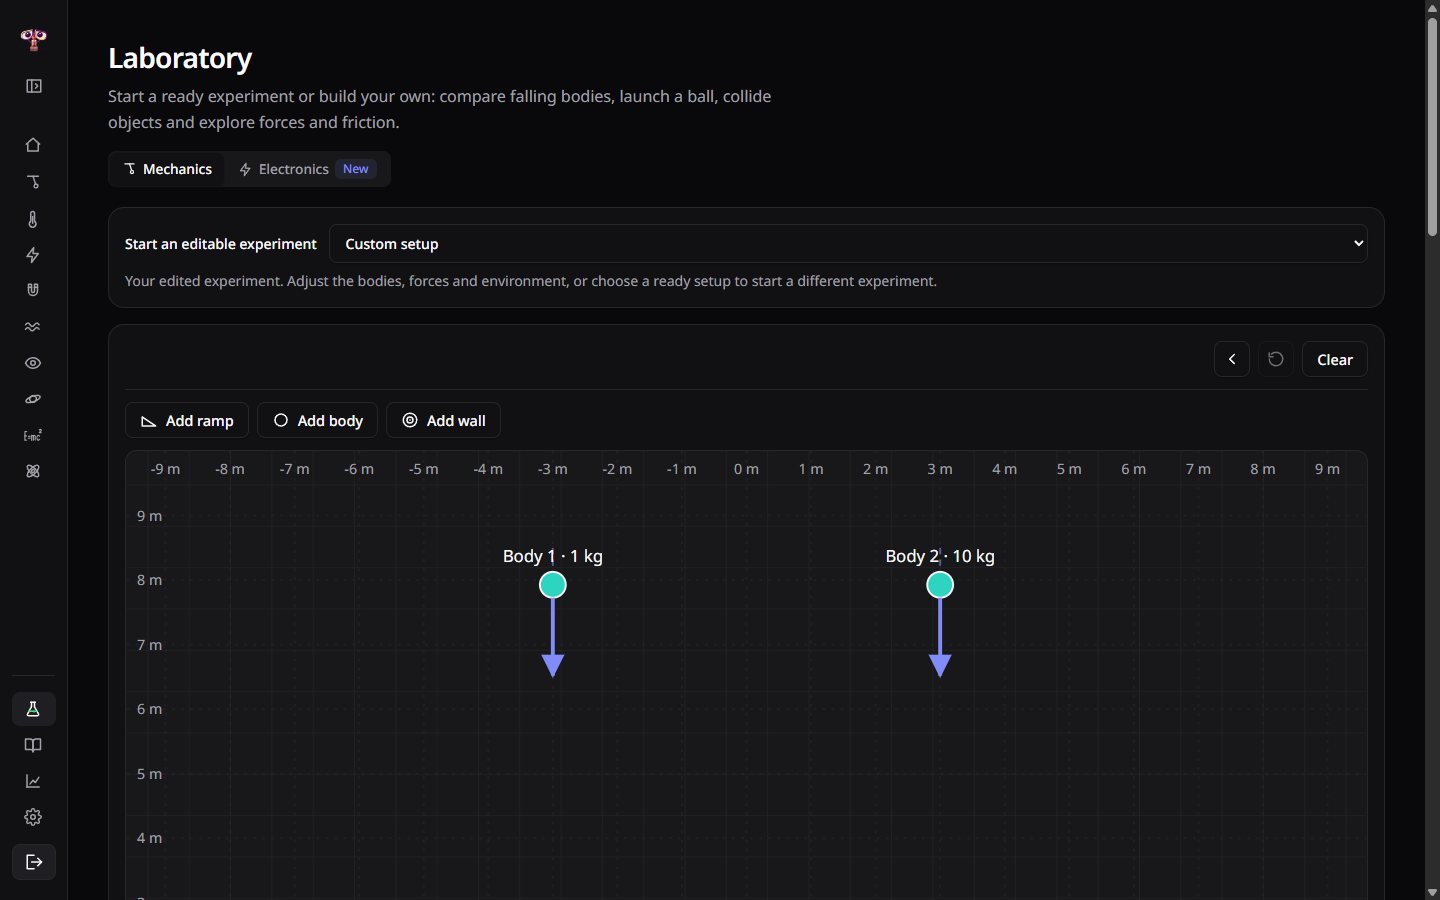 Laboratory
Start a ready experiment or build your own: compare falling bodies, launch a ball, collide
objects and explore forces and friction.
Mechanics
Electronics New
Start an editable experiment
Custom setup
Your edited experiment. Adjust the bodies, forces and environment, or choose a ready setup to start a different experiment.
Clear
Add ramp
Add body
Add wall
-9 m -8 m -7 m -6 m -5 m -4 m -3 m -2 m -1 m 0 m 1 m 2 m 3 m 4 m 5 m 6 m 7 m 8 m 9 m
9 m
Body 1 · 1 kg
Body 2 · 10 kg
8 m
7 m
6 m
5 m
4 m
E=mc²